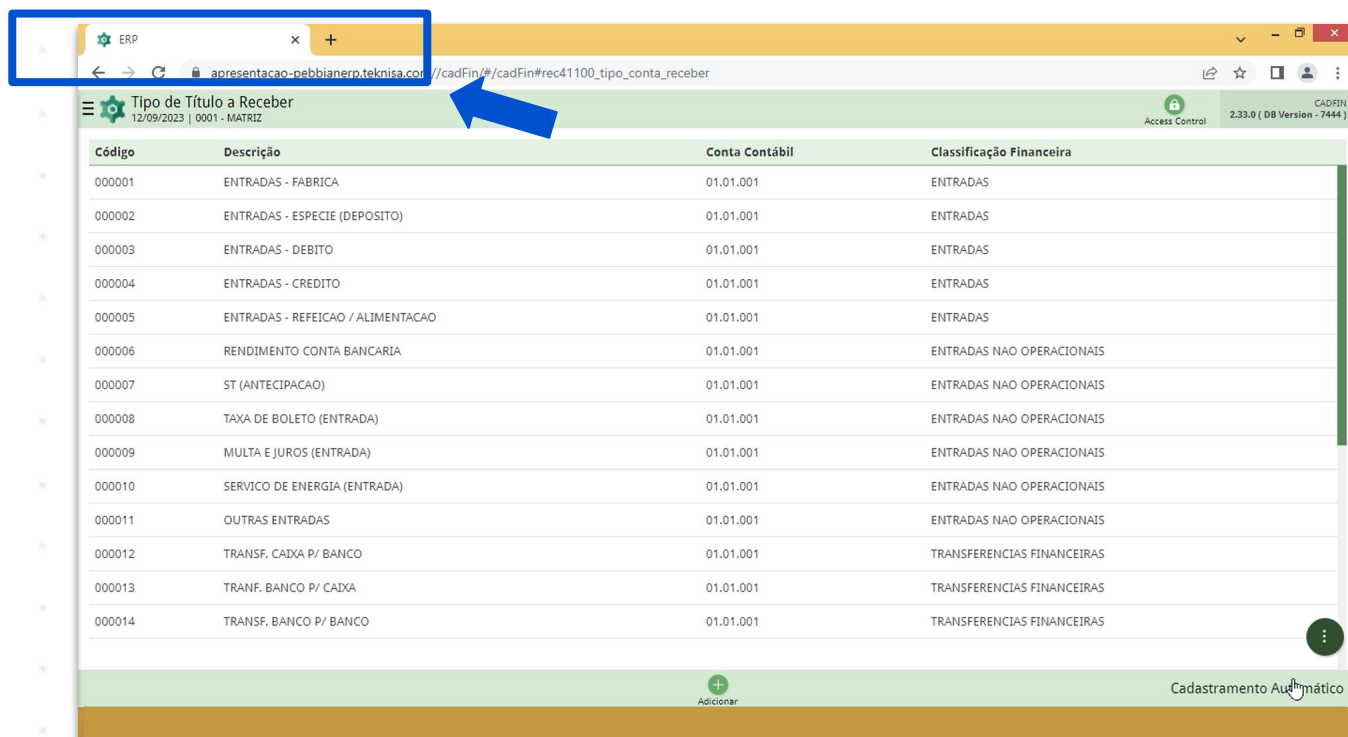 ERP
apresentacao-pebbianerp.teknisa.com//cadFin/#/cadFin#rec41100_tipo_conta_receber
Tipo de Título a Receber
12/09/2023 | 0001 - MATRIZ
Access Control
CADFIN
2.33.0 ( DB Version - 7444 )
Código Descrição Conta Contábil Classificação Financeira
000001 ENTRADAS - FABRICA 01.01.001 ENTRADAS
000002 ENTRADAS - ESPECIE (DEPOSITO) 01.01.001 ENTRADAS
000003 ENTRADAS - DEBITO 01.01.001 ENTRADAS
000004 ENTRADAS - CREDITO 01.01.001 ENTRADAS
000005 ENTRADAS - REFEICAO / ALIMENTACAO 01.01.001 ENTRADAS
000006 RENDIMENTO CONTA BANCARIA 01.01.001 ENTRADAS NAO OPERACIONAIS
000007 ST (ANTECIPACAO) 01.01.001 ENTRADAS NAO OPERACIONAIS
000008 TAXA DE BOLETO (ENTRADA) 01.01.001 ENTRADAS NAO OPERACIONAIS
000009 MULTA E JUROS (ENTRADA) 01.01.001 ENTRADAS NAO OPERACIONAIS
000010 SERVICO DE ENERGIA (ENTRADA) 01.01.001 ENTRADAS NAO OPERACIONAIS
000011 OUTRAS ENTRADAS 01.01.001 ENTRADAS NAO OPERACIONAIS
000012 TRANSF. CAIXA P/ BANCO 01.01.001 TRANSFERENCIAS FINANCEIRAS
000013 TRANF. BANCO P/ CAIXA 01.01.001 TRANSFERENCIAS FINANCEIRAS
000014 TRANSF. BANCO P/ BANCO 01.01.001 TRANSFERENCIAS FINANCEIRAS
Adicionar
Cadastramento Automático